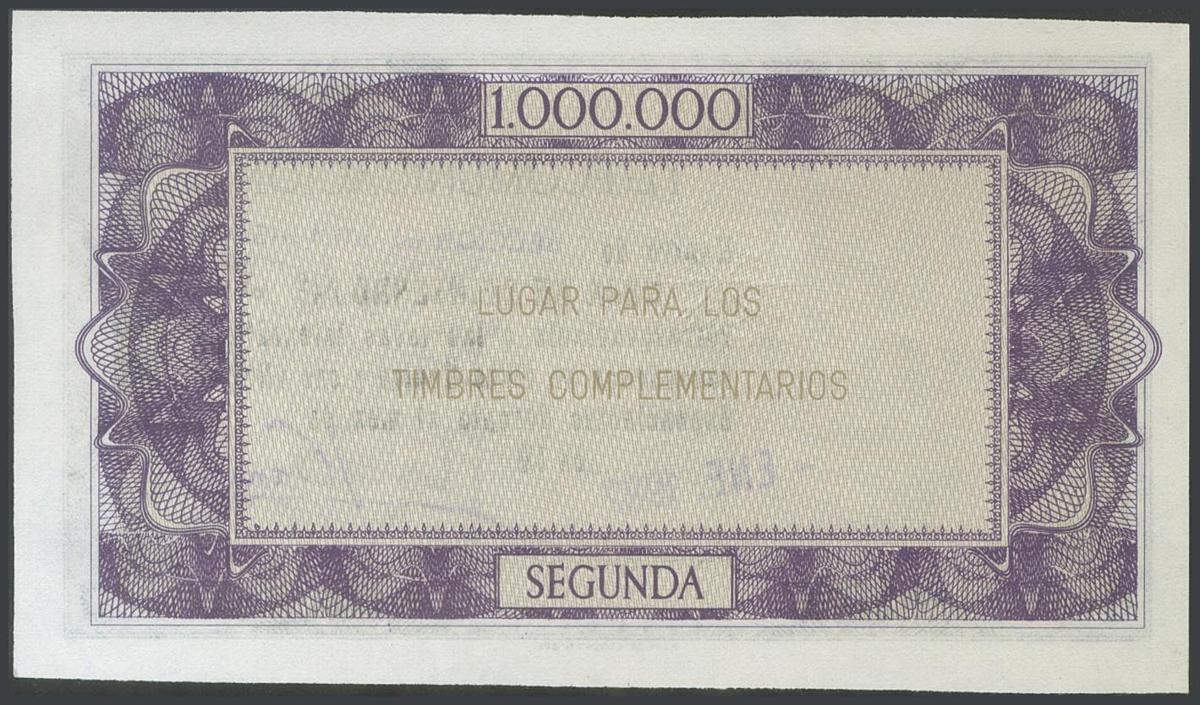 1.000.000
LUGAR PARA LOS
TIMBRES COMPLEMENTARIOS
SEGUNDA